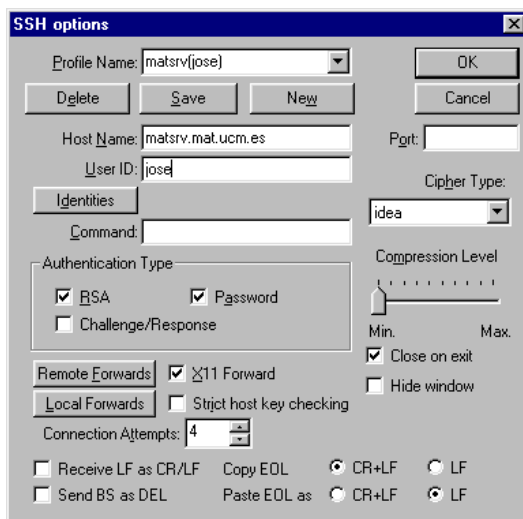 SSH options
Profile Name: matsrv(jose) OK
Delete Save New Cancel
Host Name: matsrv.mat.ucm.es Port:
User ID: jose
Identities Cipher Type:
idea
Command:
Authentication Type Compression Level
RSA Password
Challenge/Response Min. Max.
Close on exit
Remote Forwards X11 Forward
Hide window
Local Forwards Strict host key checking
Connection Attempts: 4
Receive LF as CR/LF Copy EOL CR+LF LF
Send BS as DEL Paste EOL as CR+LF LF